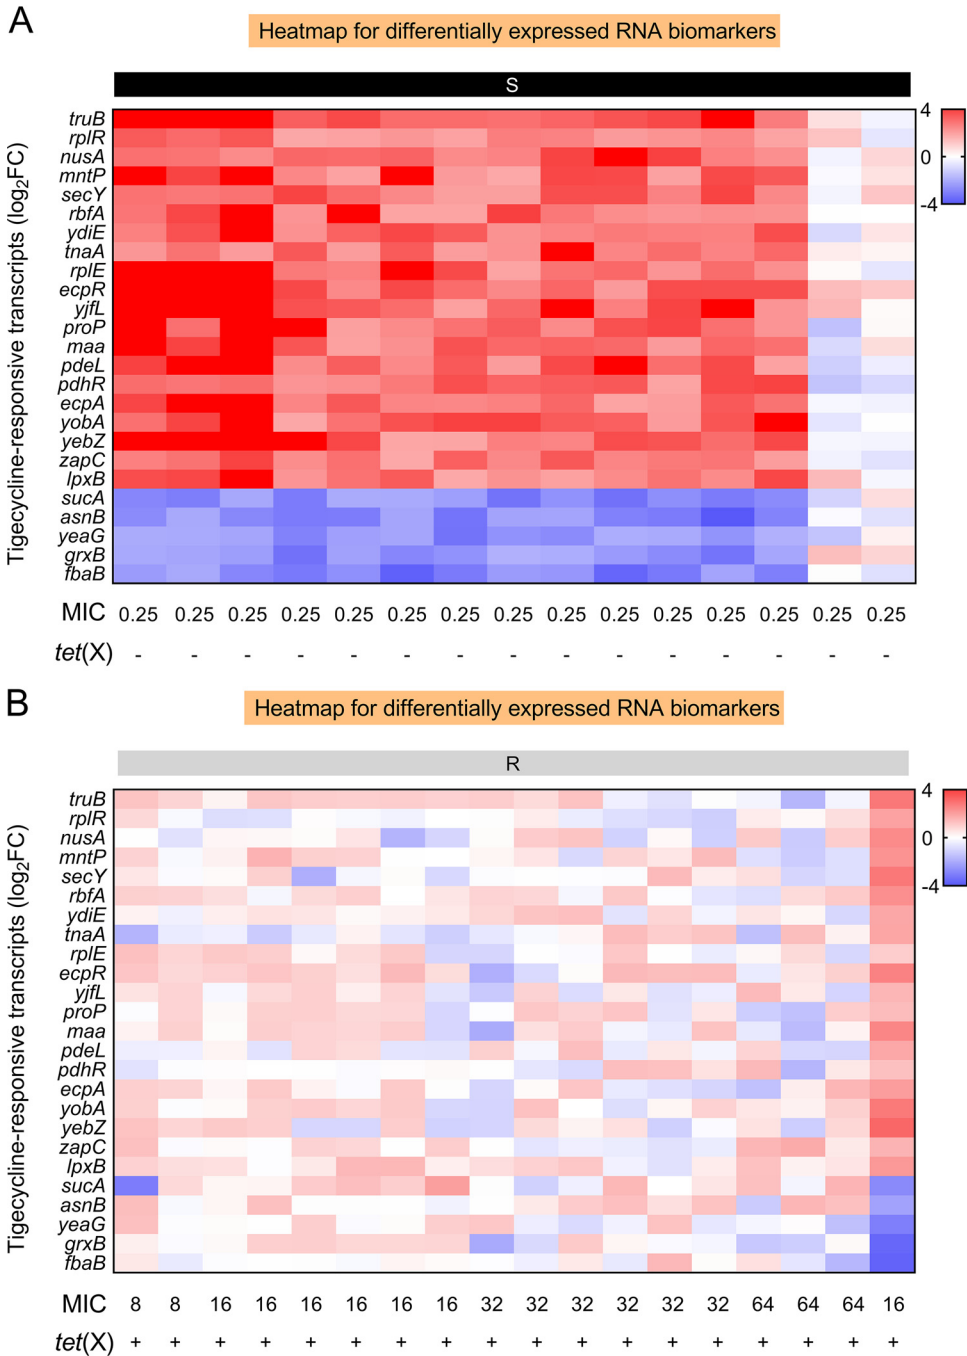 A
Heatmap for differentially expressed RNA biomarkers
S
Tigecycline-responsive transcripts (log2FC)
truB
rplR
nusA
mntP
secY
rbfA
ydiE
tnaA
rplE
ecpR
yjfL
proP
maa
pdeL
pdhR
ecpA
yobA
yebZ
zapC
lpxB
sucA
asnB
yeaG
grxB
fbaB
4
0
-4
MIC 0.25 0.25 0.25 0.25 0.25 0.25 0.25 0.25 0.25 0.25 0.25 0.25 0.25 0.25 0.25
tet(X) - - - - - - - - - - - - - - -
B
Heatmap for differentially expressed RNA biomarkers
R
Tigecycline-responsive transcripts (log2FC)
truB
rplR
nusA
mntP
secY
rbfA
ydiE
tnaA
rplE
ecpR
yjfL
proP
maa
pdeL
pdhR
ecpA
yobA
yebZ
zapC
lpxB
sucA
asnB
yeaG
grxB
fbaB
4
0
-4
MIC 8 8 16 16 16 16 16 16 32 32 32 32 32 32 64 64 64 16
tet(X) + + + + + + + + + + + + + + + + + +